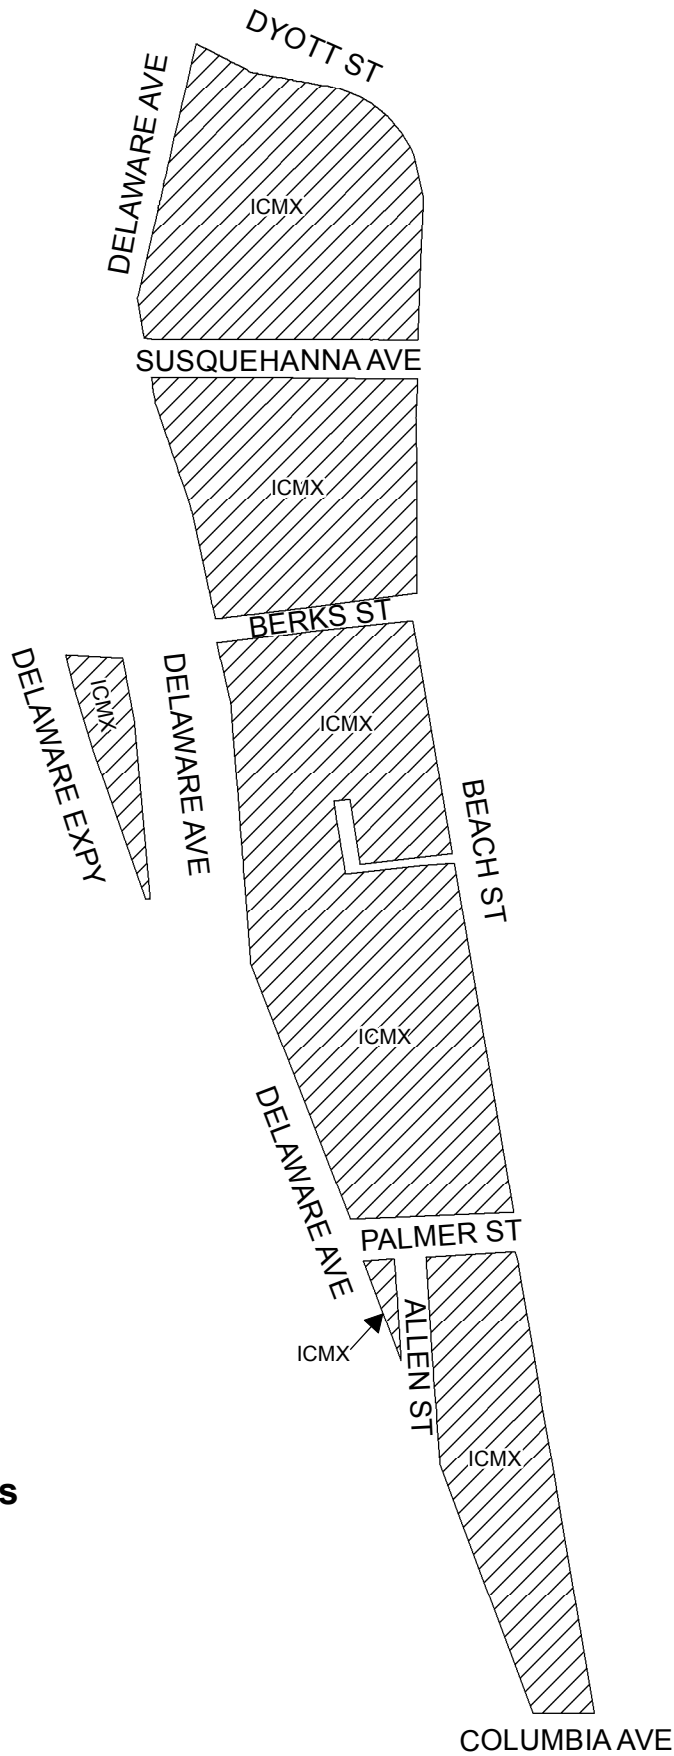 DYOTT ST
DELAWARE AVE
ICMX
SUSQUEHANNA AVE
ICMX
BERKS ST
DELAWARE EXPY
ICMX
DELAWARE AVE
ICMX
BEACH ST
ICMX
DELAWARE AVE
PALMER ST
ICMX
ALLEN ST
ICMX
s
COLUMBIA AVE